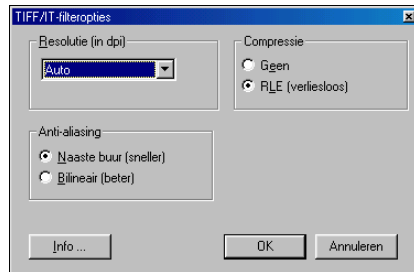 TIFF/IT-filteropties
Resolutie (in dpi)
Auto
Compressie
Geen
RLE (verliesloos)
Anti-aliasing
Naaste buur (sneller)
Bilineair (beter)
Info ...
OK
Annuleren